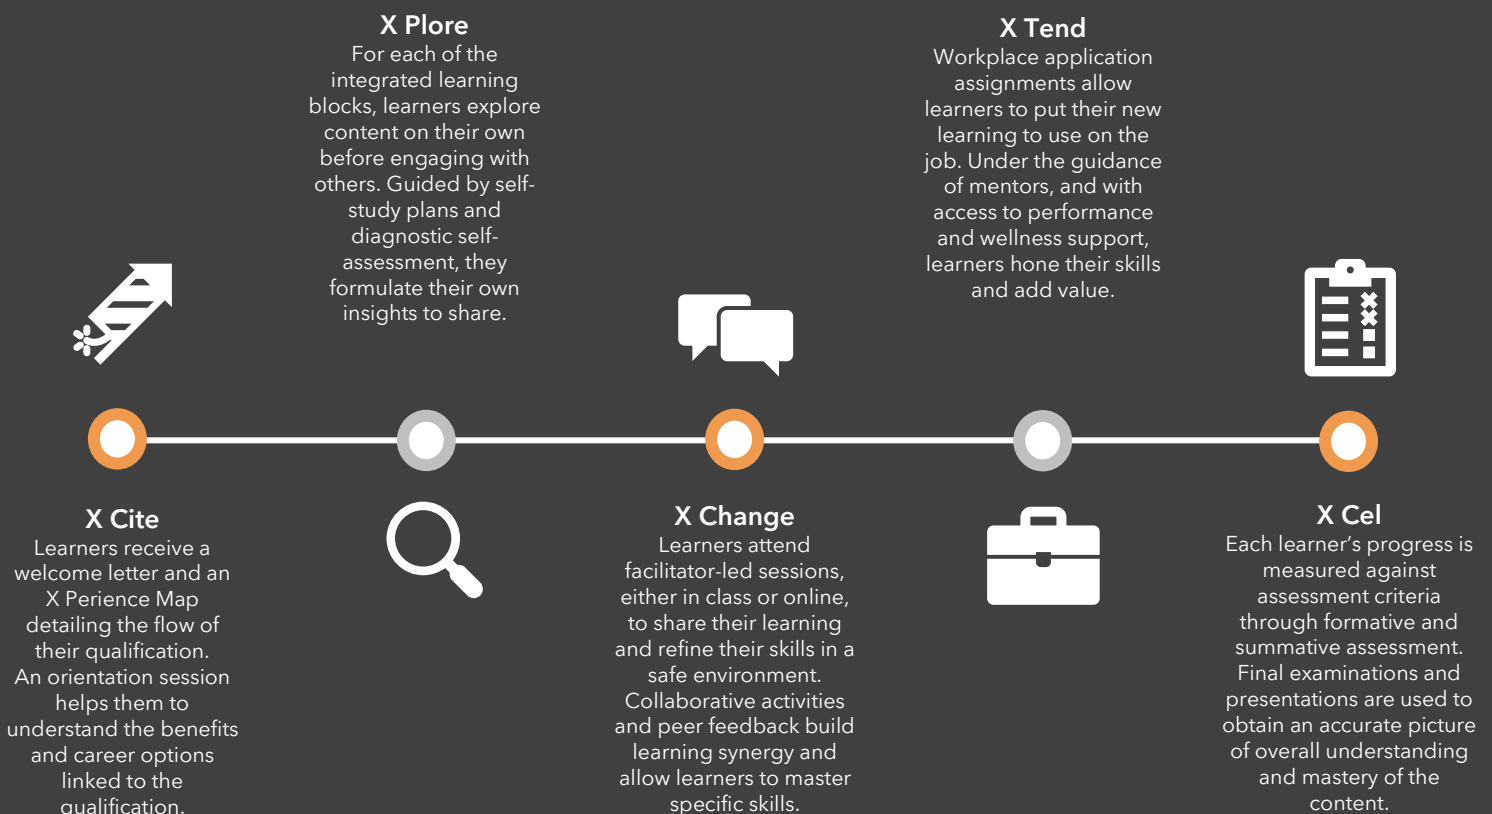 X Plore
For each of the
integrated learning
blocks, learners explore
content on their own
before engaging with
others. Guided by self-
study plans and
diagnostic self-
assessment, they
formulate their own
insights to share.
X Tend
Workplace application
assignments allow
learners to put their new
learning to use on the
job. Under the guidance
of mentors, and with
access to performance
and wellness support,
learners hone their skills
and add value.
X Cite
Learners receive a
welcome letter and an
X Perience Map
detailing the flow of
their qualification.
An orientation session
helps them to
understand the benefits
and career options
linked to the
qualification.
X Change
Learners attend
facilitator-led sessions,
either in class or online,
to share their learning
and refine their skills in a
safe environment.
Collaborative activities
and peer feedback build
learning synergy and
allow learners to master
specific skills.
X Cel
Each learner’s progress is
measured against
assessment criteria
through formative and
summative assessment.
Final examinations and
presentations are used to
obtain an accurate picture
of overall understanding
and mastery of the
content.